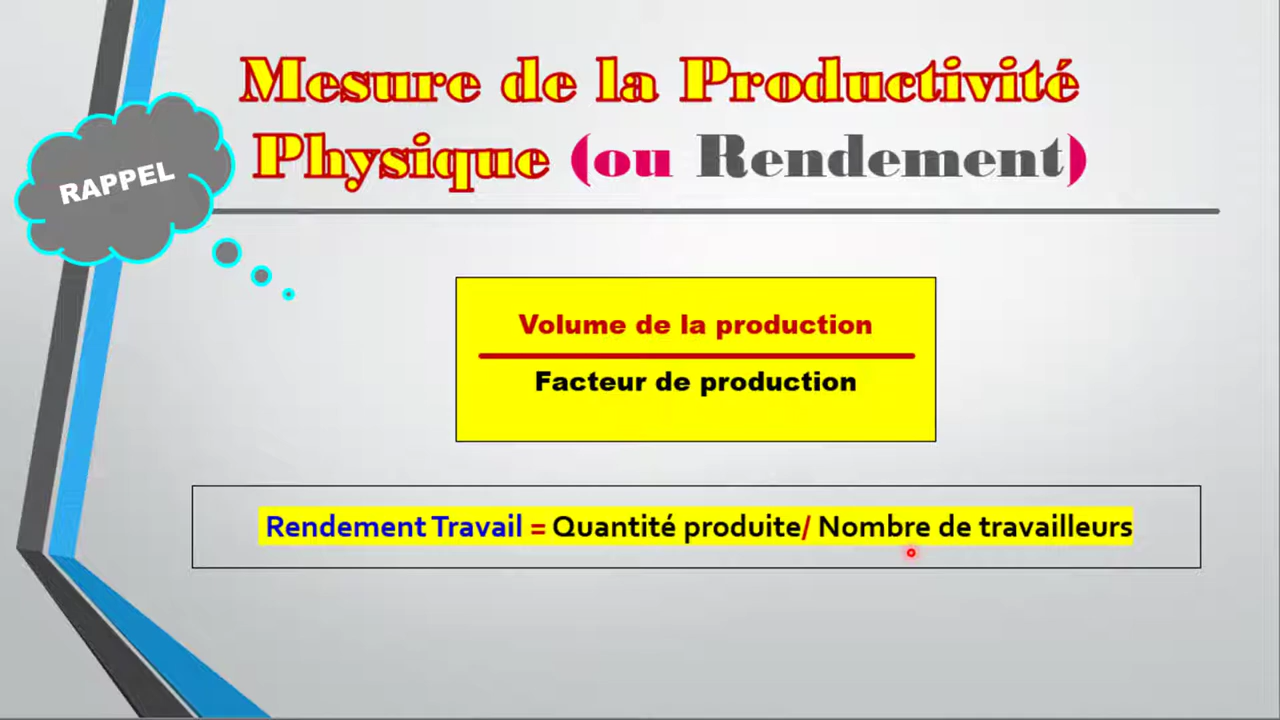 Mesure de la Productivité
Physique (ou Rendement)
RAPPEL
Volume de la production
Facteur de production
Rendement Travail = Quantité produite/ Nombre de travailleurs